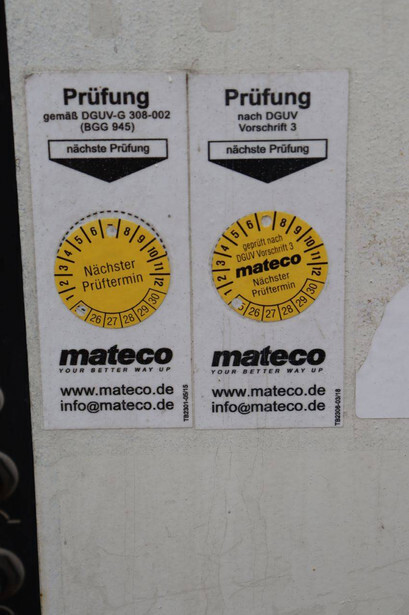 Prüfung
gemäß DGUV-G 308-002
(BGG 945)
nächste Prüfung
1 2 3 4 5 6 8 9 10 11 12
Nächster
Prüftermin
26 27 28 29 30
mateco
YOUR BETTER WAY UP
www.mateco.de
info@mateco.de
TB2301-05/15
Prüfung
nach DGUV
Vorschrift 3
nächste Prüfung
1 2 3 4 5 6 8 9 10 11 12
geprüft nach
DGUV Vorschrift 3
mateco
Nächster
Prüftermin
26 27 28 29 30
mateco
YOUR BETTER WAY UP
www.mateco.de
info@mateco.de